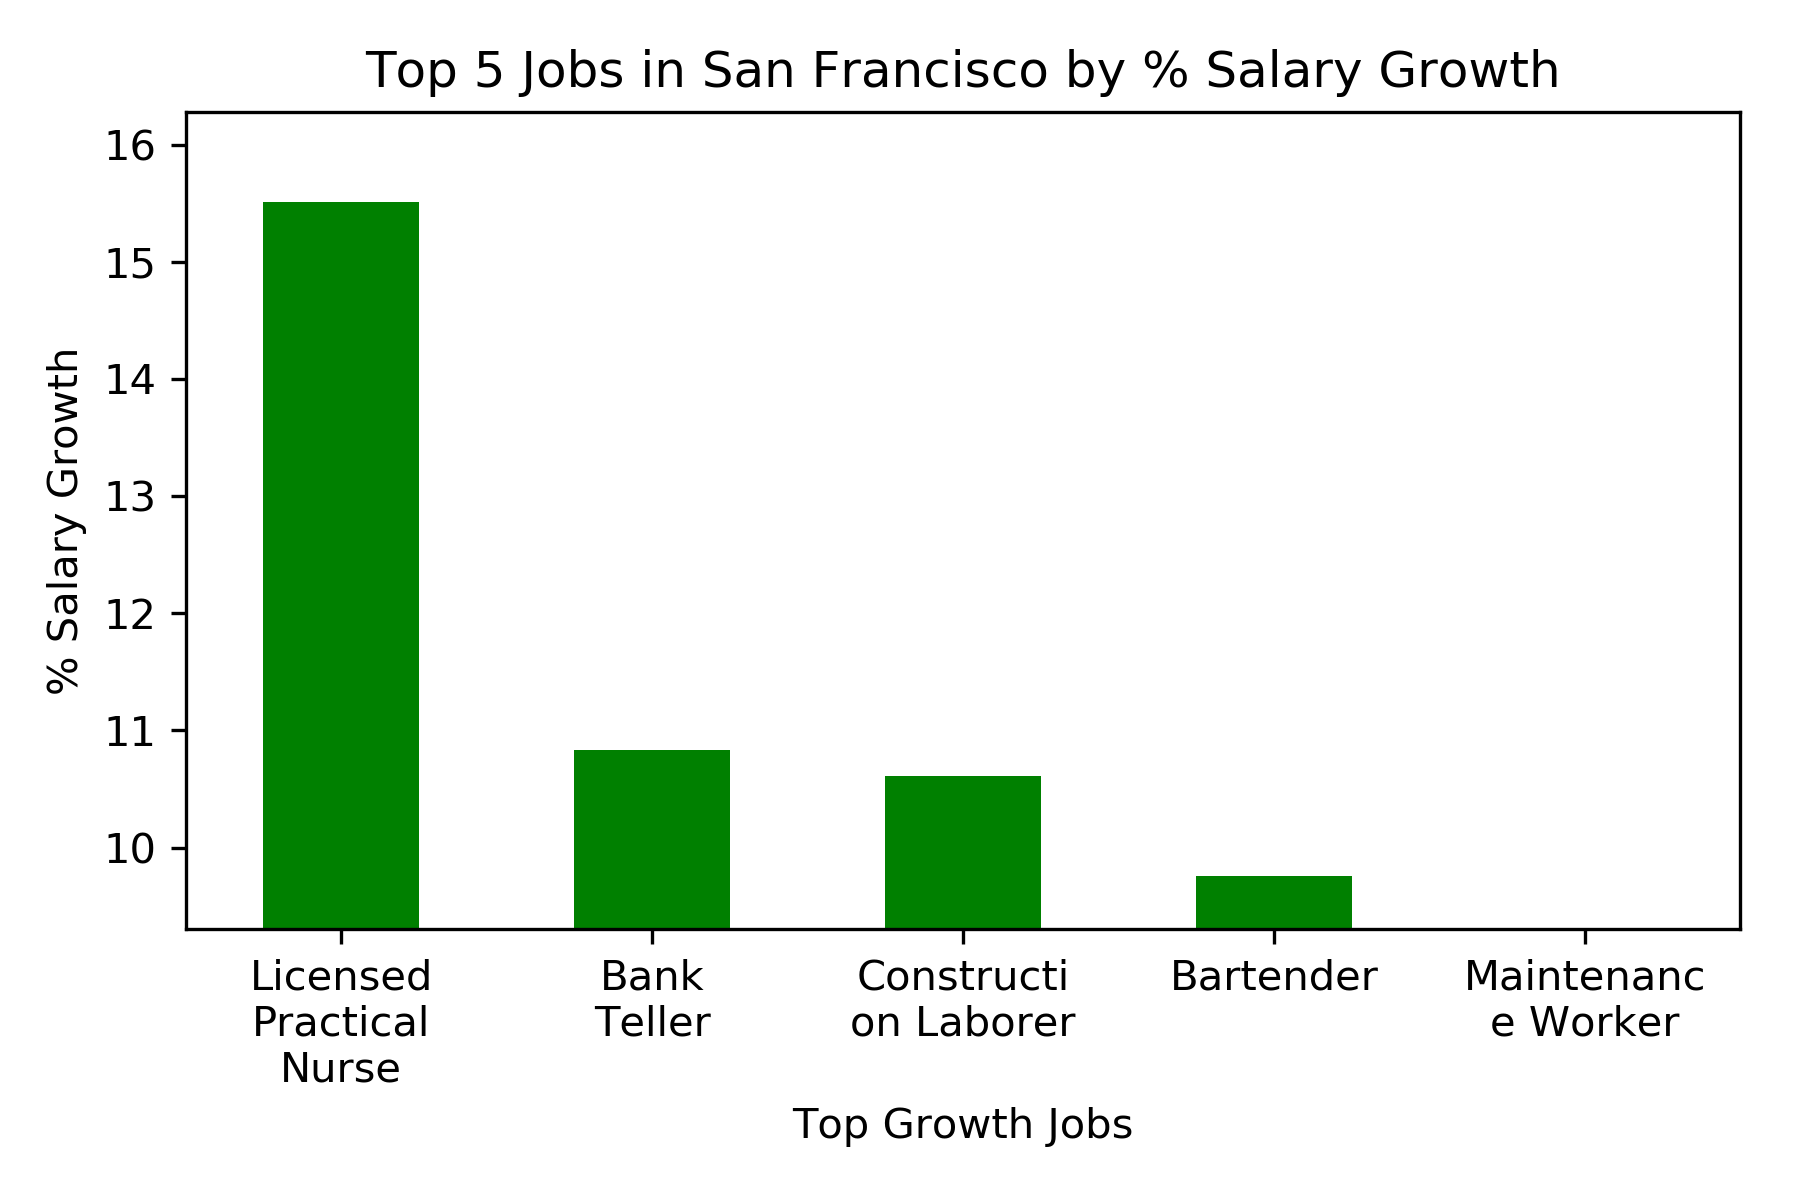 Top 5 Jobs in San Francisco by % Salary Growth
% Salary Growth
16
15
14
13
12
11
10
Licensed
Practical
Nurse
Bank
Teller
Constructi
on Laborer
Bartender
Maintenanc
e Worker
Top Growth Jobs